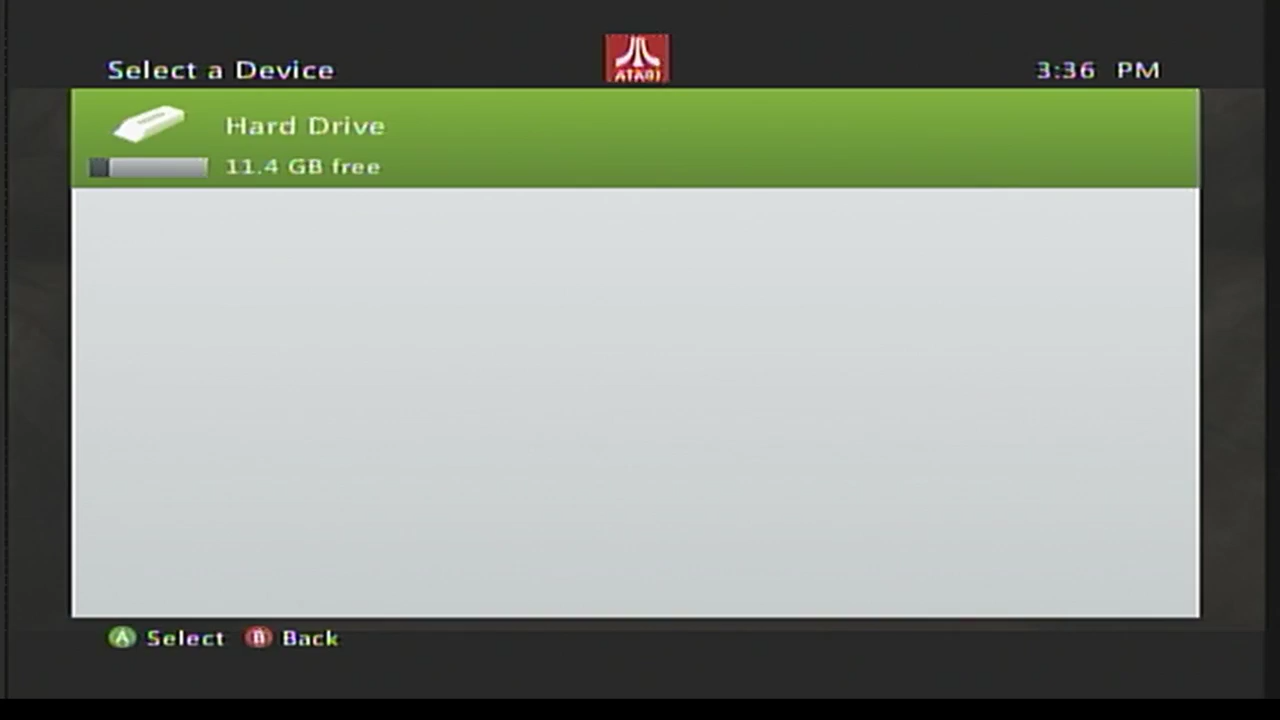 Select a Device
ATARI
3:36 PM
Hard Drive
11.4 GB free
A Select B Back